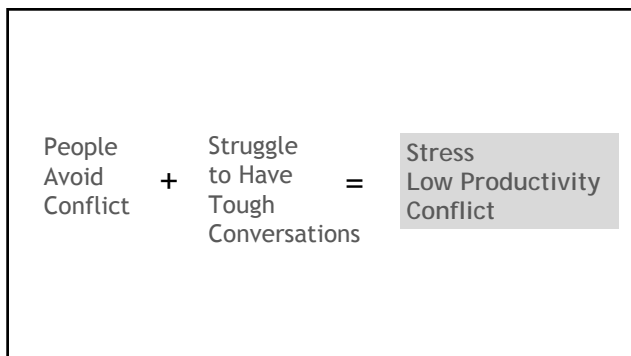 People
Avoid
Conflict
+
Struggle
to Have
Tough
Conversations
=
Stress
Low Productivity
Conflict